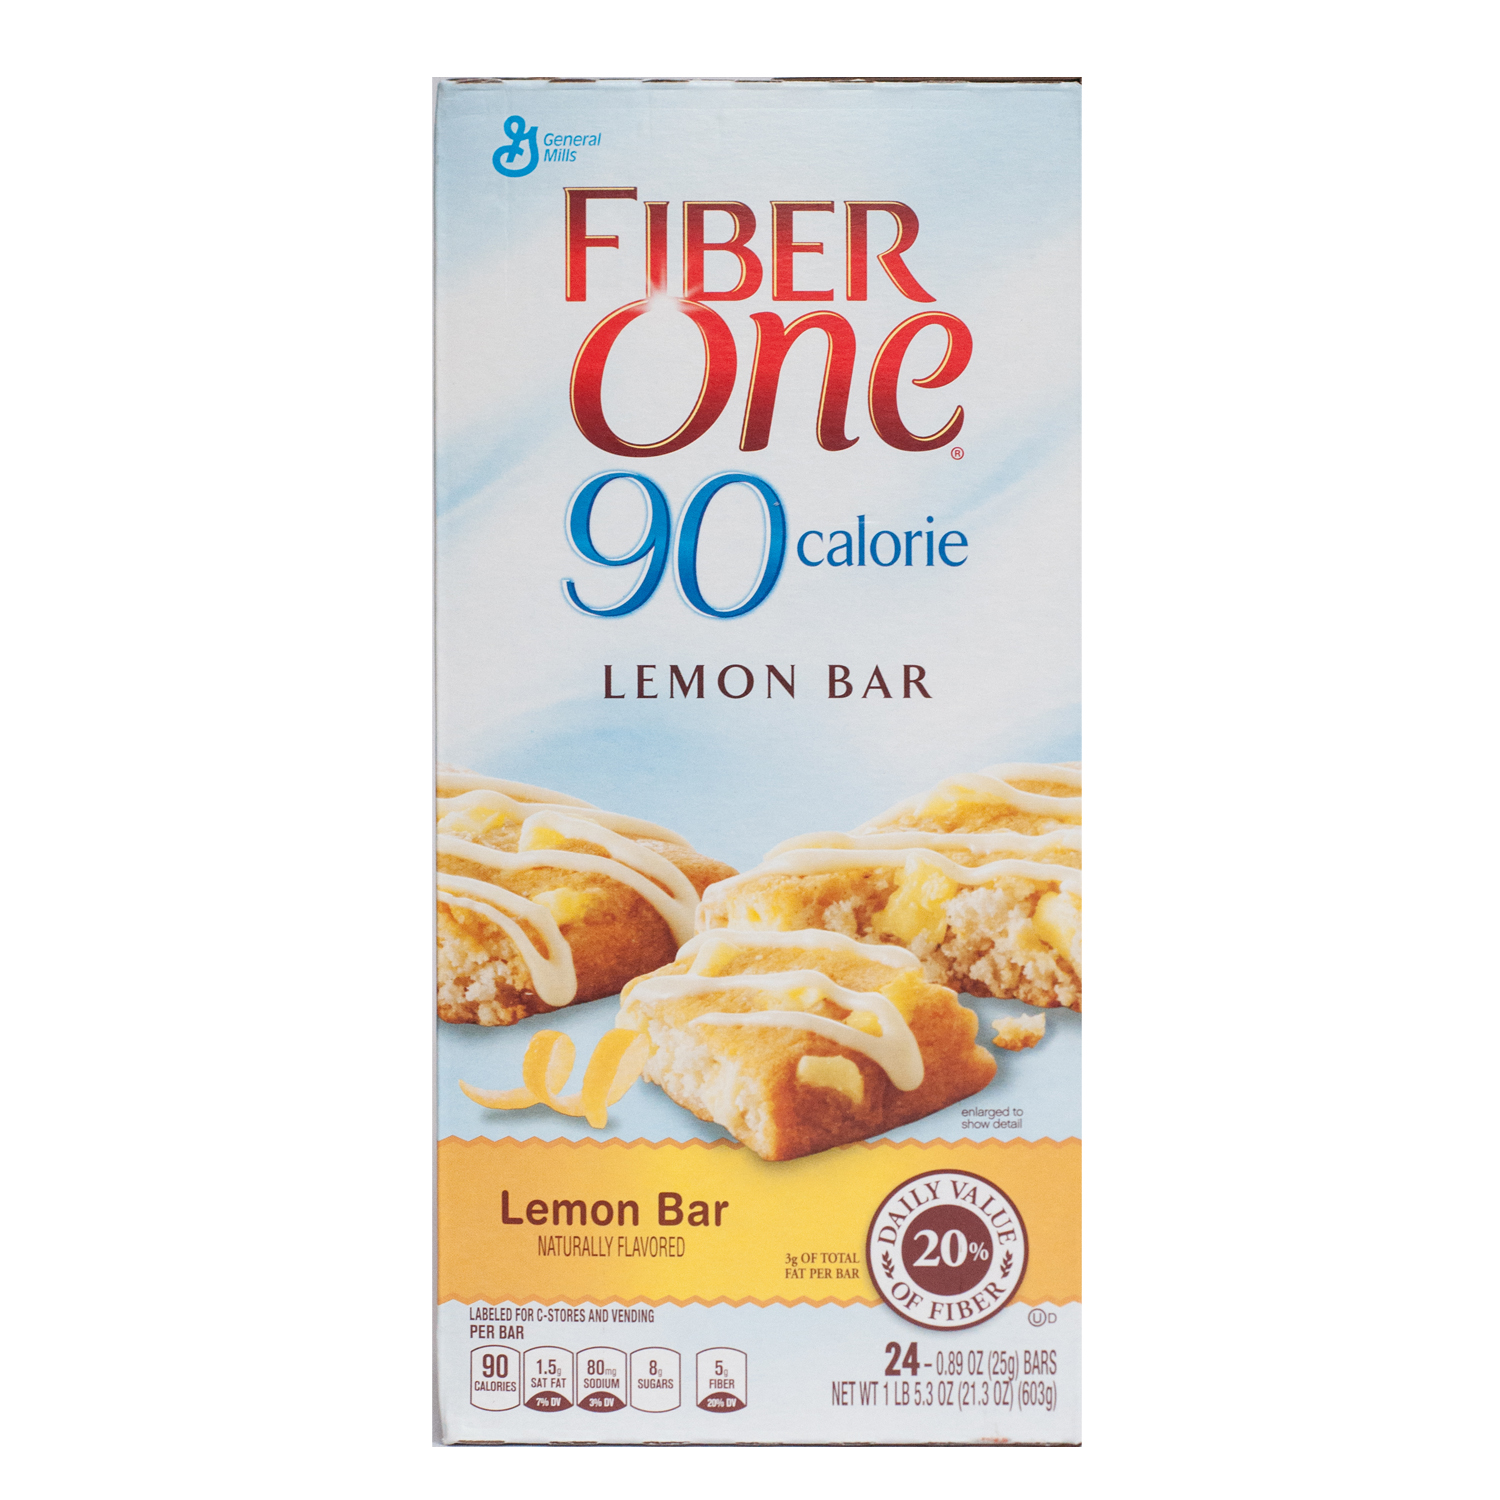 General
Mills
FIBER
One®
90 calorie
LEMON BAR
enlarged to
show detail
Lemon Bar
NATURALLY FLAVORED
3g OF TOTAL
FAT PER BAR
DAILY VALUE
20%
OF FIBER
LABELED FOR C-STORES AND VENDING
PER BAR
90
CALORIES
1.5g
SAT FAT
7% DV
80mg
SODIUM
3% DV
8g
SUGARS
5g
FIBER
20% DV
U D
24 – 0.89 OZ (25g) BARS
NET WT 1 LB 5.3 OZ (21.3 OZ) (603g)